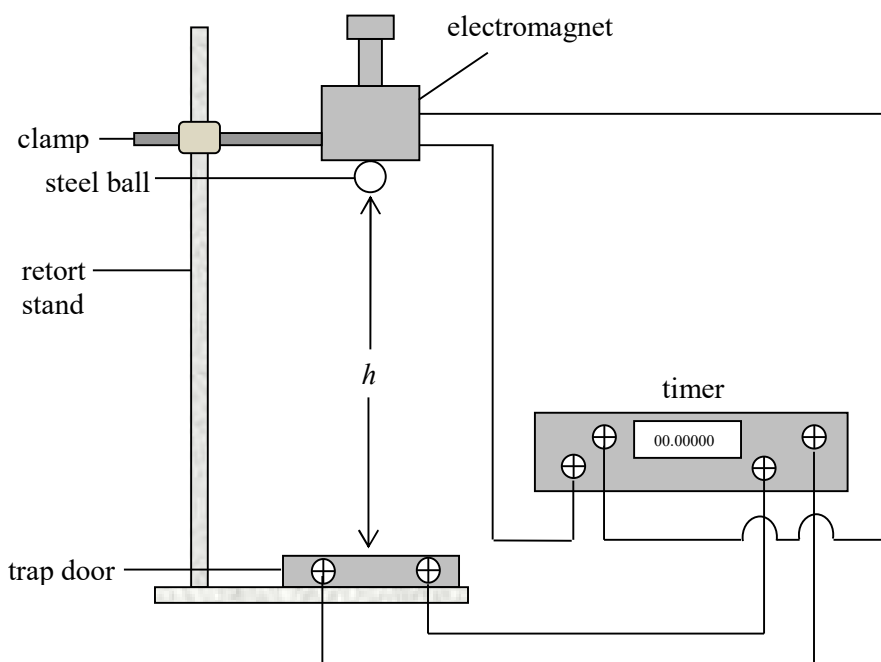 electromagnet
clamp
steel ball
retort
stand
h
timer
00.00000
trap door